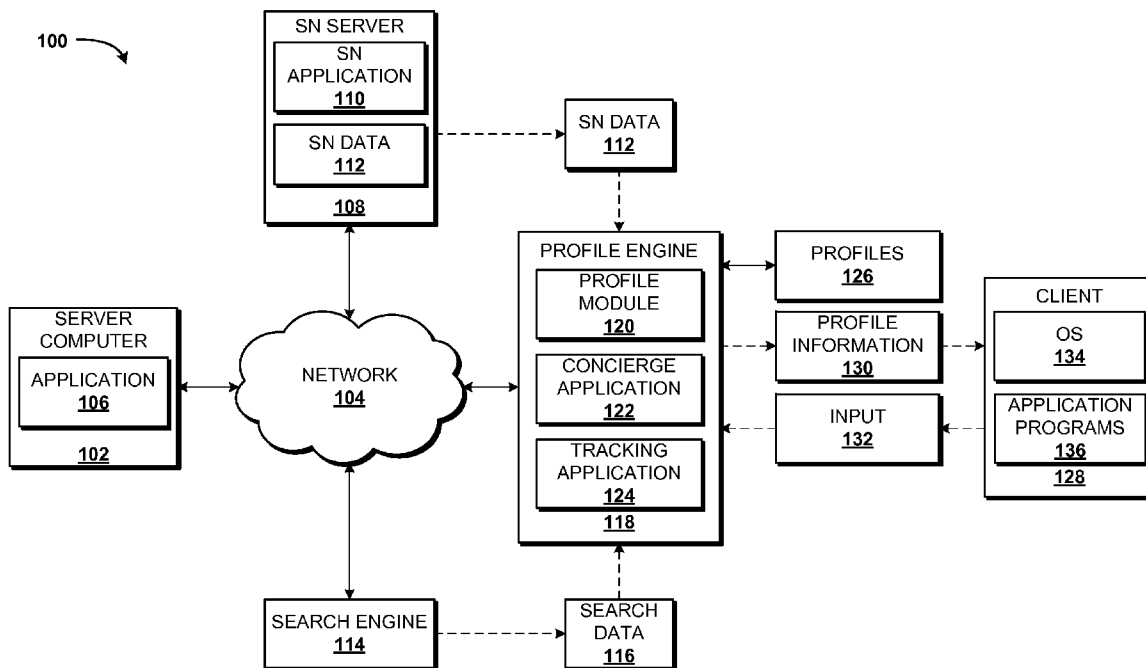 100
SN SERVER
SN
APPLICATION
110
SN DATA
112
108
SN DATA
112
SERVER
COMPUTER
APPLICATION
106
102
NETWORK
104
PROFILE ENGINE
PROFILE
MODULE
120
CONCIERGE
APPLICATION
122
TRACKING
APPLICATION
124
118
PROFILES
126
PROFILE
INFORMATION
130
INPUT
132
CLIENT
OS
134
APPLICATION
PROGRAMS
136
128
SEARCH ENGINE
114
SEARCH
DATA
116